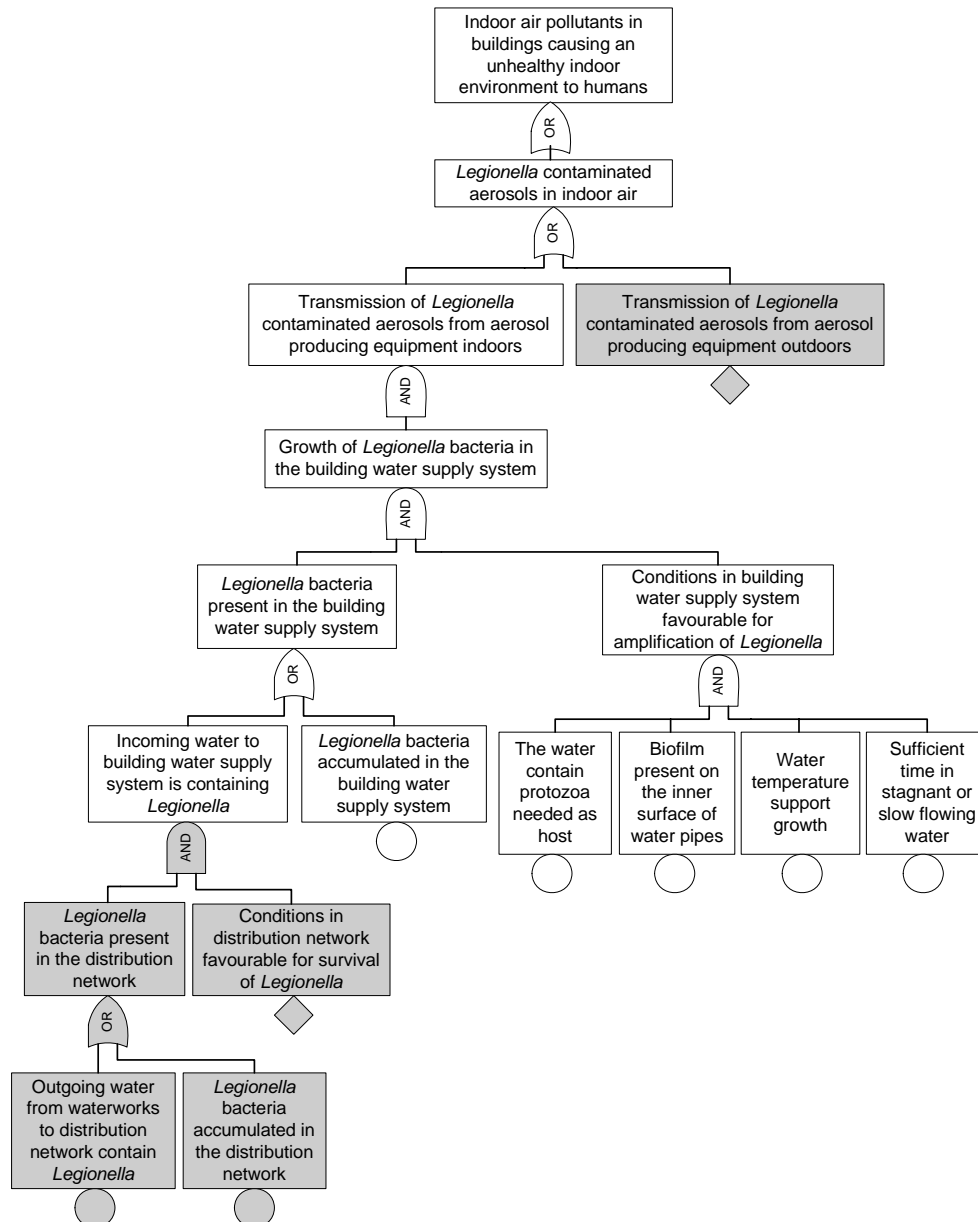 Indoor air pollutants in
buildings causing an
unhealthy indoor
environment to humans
OR
Legionella contaminated
aerosols in indoor air
OR
Transmission of Legionella
contaminated aerosols from aerosol
producing equipment indoors
Transmission of Legionella
contaminated aerosols from aerosol
producing equipment outdoors
AND
Growth of Legionella bacteria in
the building water supply system
AND
Legionella bacteria
present in the building
water supply system
Conditions in building
water supply system
favourable for
amplification of Legionella
OR
AND
Incoming water to
building water supply
system is containing
Legionella
Legionella bacteria
accumulated in the
building water
supply system
The water
contain
protozoa
needed as
host
Biofilm
present on
the inner
surface of
water pipes
Water
temperature
support
growth
Sufficient
time in
stagnant or
slow flowing
water
AND
Legionella
bacteria present
in the distribution
network
Conditions in
distribution network
favourable for survival
of Legionella
OR
Outgoing water
from waterworks
to distribution
network contain
Legionella
Legionella
bacteria
accumulated in
the distribution
network